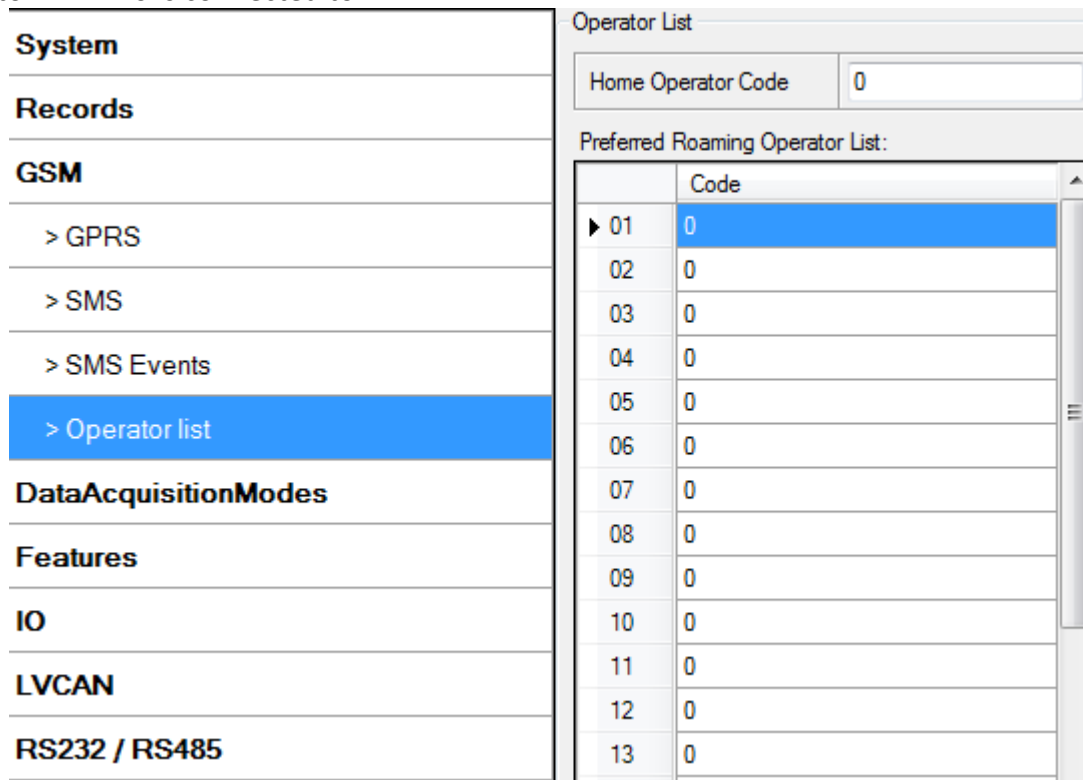 System
Records
GSM
> GPRS
> SMS
> SMS Events
> Operator list
DataAcquisitionModes
Features
IO
LVCAN
RS232 / RS485
Operator List
Home Operator Code 0
Preferred Roaming Operator List:
Code
01 0
02 0
03 0
04 0
05 0
06 0
07 0
08 0
09 0
10 0
11 0
12 0
13 0